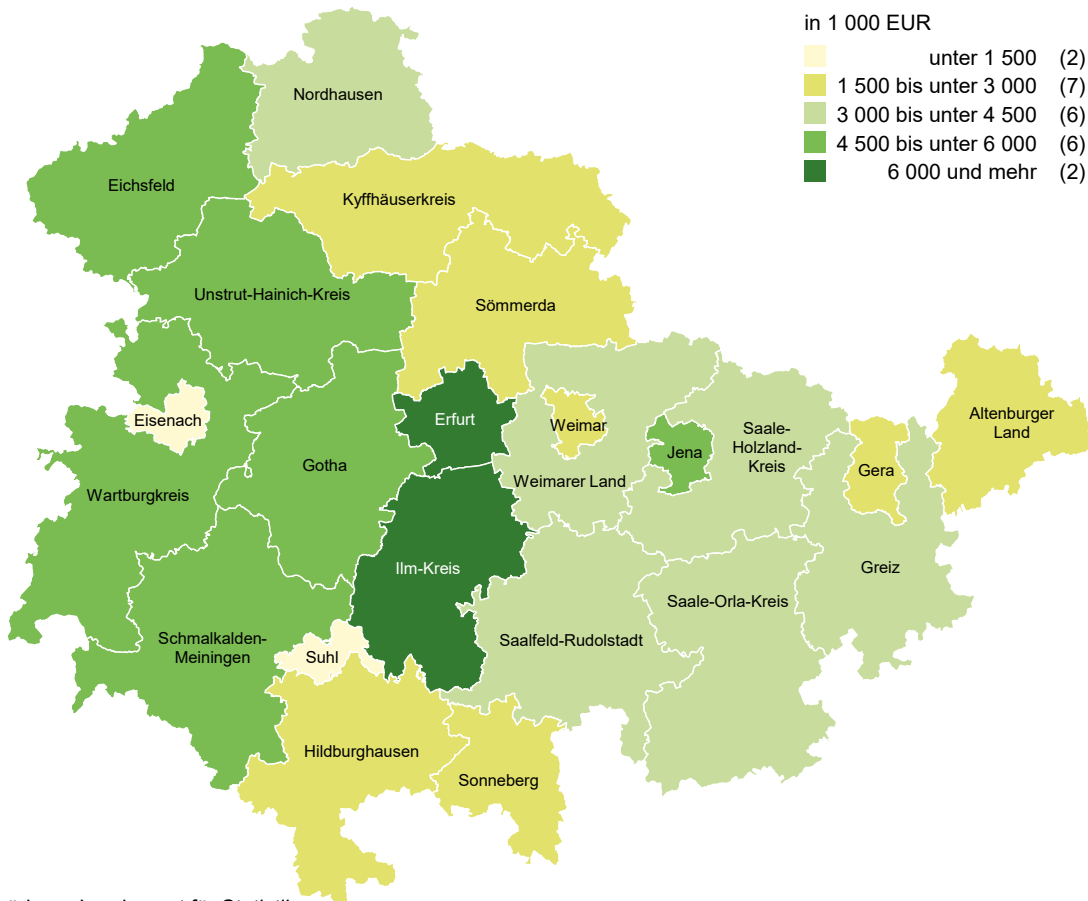 in 1 000 EUR
unter 1 500 (2)
1 500 bis unter 3 000 (7)
3 000 bis unter 4 500 (6)
4 500 bis unter 6 000 (6)
6 000 und mehr (2)
Nordhausen
Eichsfeld
Kyffhäuserkreis
Unstrut-Hainich-Kreis
Sömmerda
Eisenach
Erfurt
Weimar
Altenburger
Land
Saale-
Holzland-
Kreis
Jena
Gotha
Gera
Weimarer Land
Wartburgkreis
Ilm-Kreis
Greiz
Saale-Orla-Kreis
Schmalkalden-
Meiningen
Saalfeld-Rudolstadt
Suhl
Hildburghausen
Sonneberg